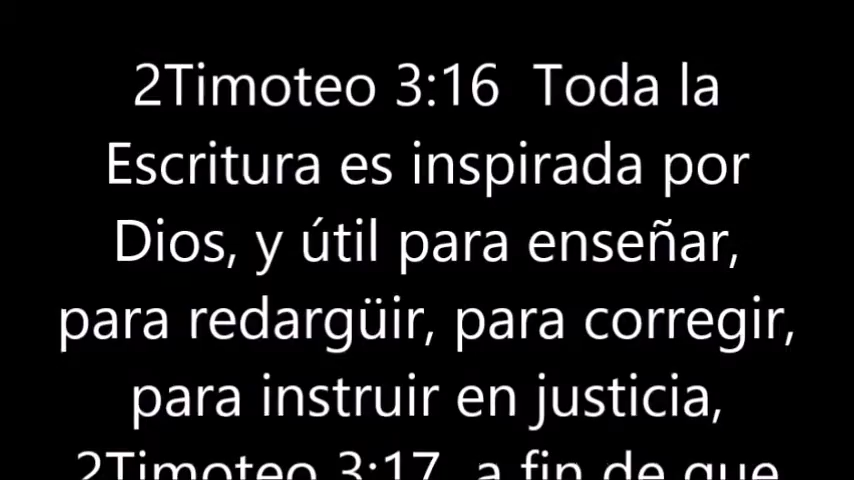 2Timoteo 3:16  Toda la
Escritura es inspirada por
Dios, y útil para enseñar,
para redargüir, para corregir,
para instruir en justicia,
2Timoteo 3:17  a fin de que